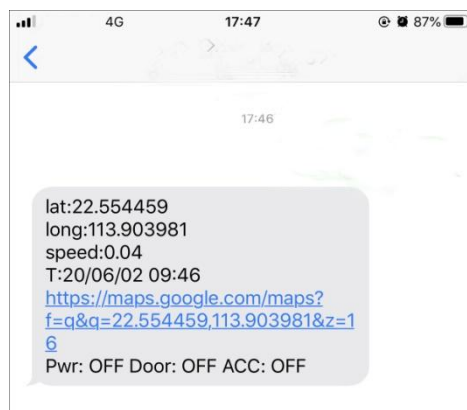 4G 17:47 87%
17:46
lat:22.554459
long:113.903981
speed:0.04
T:20/06/02 09:46
https://maps.google.com/maps?
f=q&q=22.554459,113.903981&z=1
6
Pwr: OFF Door: OFF ACC: OFF